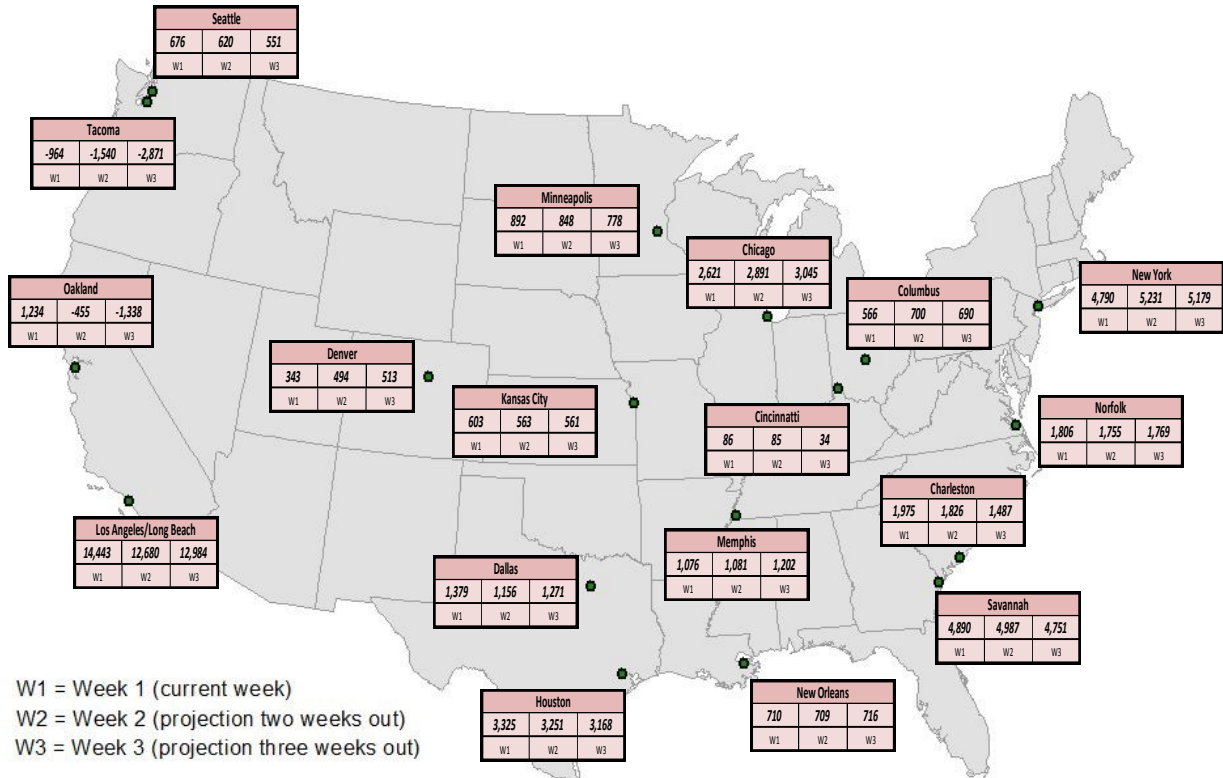 Seattle
676 620 551
W1 W2 W3
Tacoma
-964 -1,540 -2,871
W1 W2 W3
Minneapolis
892 848 778
W1 W2 W3
Chicago
2,621 2,891 3,045
W1 W2 W3
New York
4,790 5,231 5,179
W1 W2 W3
Oakland
1,234 -455 -1,338
W1 W2 W3
Columbus
566 700 690
W1 W2 W3
Denver
343 494 513
W1 W2 W3
Kansas City
603 563 561
W1 W2 W3
Cincinnatti
86 85 34
W1 W2 W3
Norfolk
1,806 1,755 1,769
W1 W2 W3
Charleston
1,975 1,826 1,487
W1 W2 W3
Los Angeles/Long Beach
14,443 12,680 12,984
W1 W2 W3
Memphis
1,076 1,081 1,202
W1 W2 W3
Dallas
1,379 1,156 1,271
W1 W2 W3
Savannah
4,890 4,987 4,751
W1 W2 W3
New Orleans
710 709 716
W1 W2 W3
Houston
3,325 3,251 3,168
W1 W2 W3
W1 = Week 1 (current week)
W2 = Week 2 (projection two weeks out)
W3 = Week 3 (projection three weeks out)